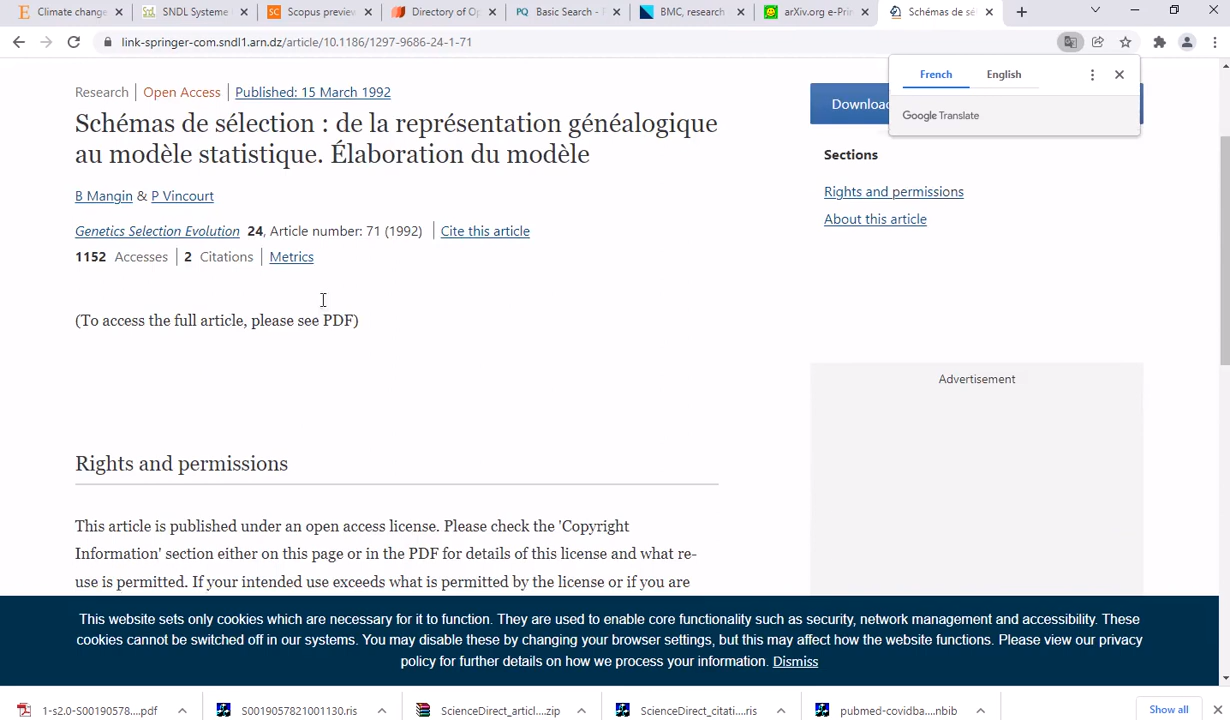 Climate change
SNDL Systeme
Scopus preview
Directory of Op
PQ Basic Search - 
BMC, research
arXiv.org e-Prin
Schémas de sé
link-springer-com.sndl1.arn.dz/article/10.1186/1297-9686-24-1-71
French English
Google Translate
Research Open Access Published: 15 March 1992
Schémas de sélection : de la représentation généalogique
au modèle statistique. Élaboration du modèle
B Mangin & P Vincourt
Genetics Selection Evolution 24, Article number: 71 (1992) Cite this article
1152 Accesses 2 Citations Metrics
(To access the full article, please see PDF)
Rights and permissions
This article is published under an open access license. Please check the 'Copyright
Information' section either on this page or in the PDF for details of this license and what re-
use is permitted. If your intended use exceeds what is permitted by the license or if you are
Download
Sections
Rights and permissions
About this article
Advertisement
This website sets only cookies which are necessary for it to function. They are used to enable core functionality such as security, network management and accessibility. These
cookies cannot be switched off in our systems. You may disable these by changing your browser settings, but this may affect how the website functions. Please view our privacy
policy for further details on how we process your information. Dismiss
1-s2.0-S00190578....pdf
S0019057821001130.ris
ScienceDirect_articl....zip
ScienceDirect_citati....ris
pubmed-covidba....nbib
Show all